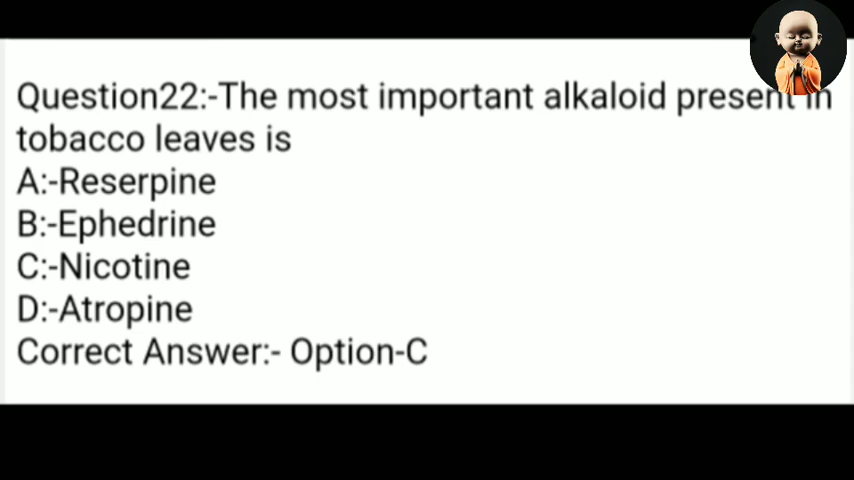 Question22:-The most important alkaloid present in
tobacco leaves is
A:-Reserpine
B:-Ephedrine
C:-Nicotine
D:-Atropine
Correct Answer:- Option-C